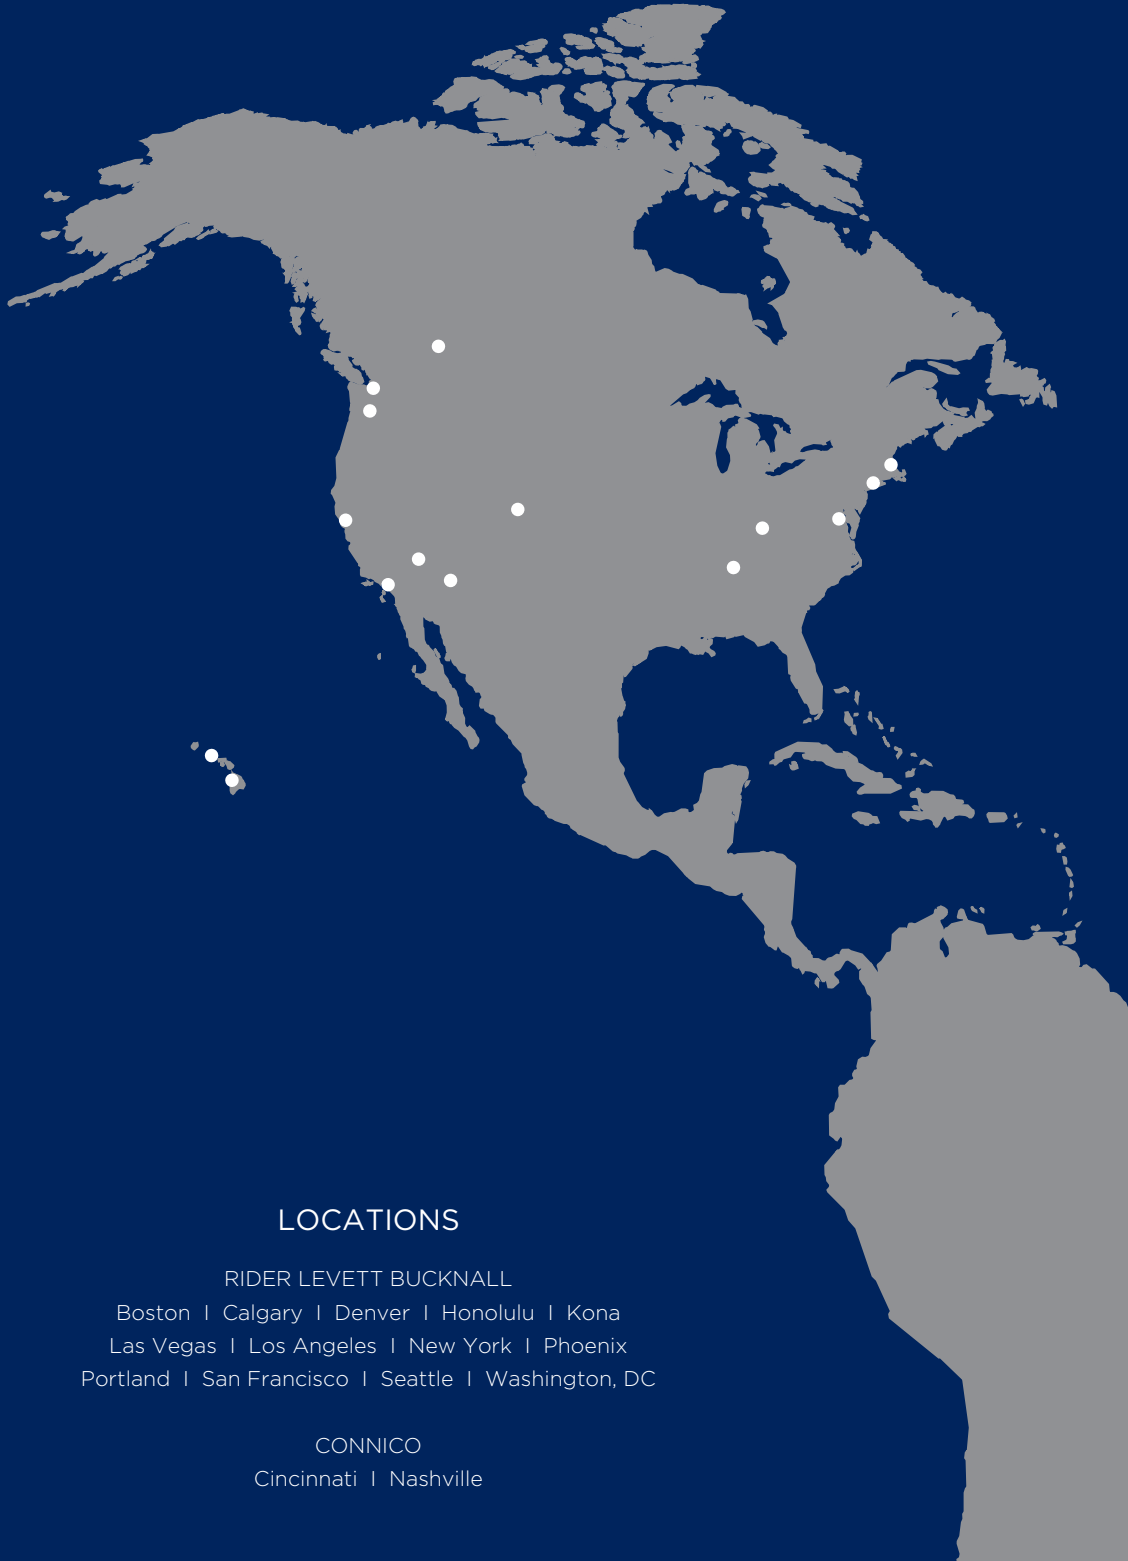 LOCATIONS
RIDER LEVETT BUCKNALL
Boston I Calgary I Denver I Honolulu I Kona
Las Vegas I Los Angeles I New York I Phoenix
Portland I San Francisco I Seattle I Washington, DC
CONNICO
Cincinnati I Nashville